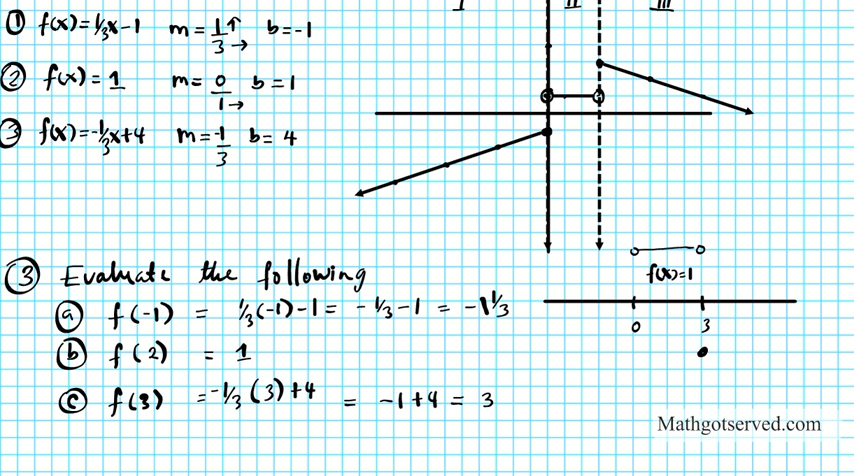 I II III
① f(x)=⅓x-1 m=1↑/3→ b=-1
② f(x)=1 m=0/1→ b=1
③ f(x)=-⅓x+4 m=-1/3 b=4
③ Evaluate the following
f(x)=1
ⓐ f(-1) = ⅓(-1)-1= -⅓-1 = -1⅓
0 3
ⓑ f(2) = 1
ⓒ f(3) =-⅓(3)+4 = -1+4 = 3
Mathgotserved.com